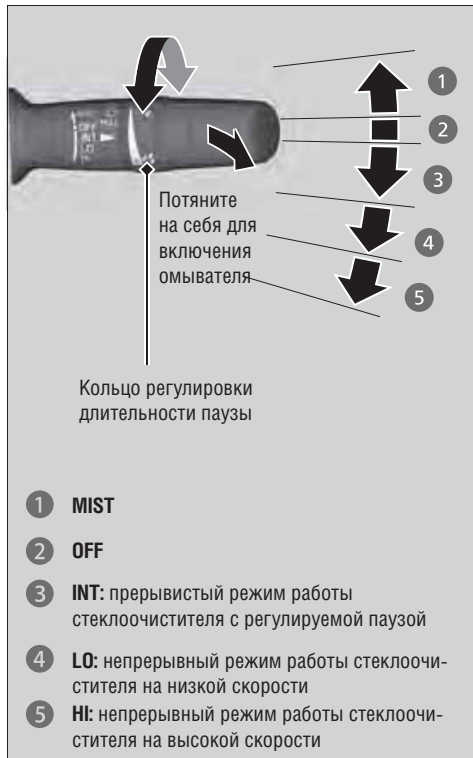 1
2
3
4
5
Потяните
на себя для
включения
омывателя
Кольцо регулировки
длительности паузы
1 MIST
2 OFF
3 INT: прерывистый режим работы
стеклоочистителя с регулируемой паузой
4 LO: непрерывный режим работы стеклоочи-
стителя на низкой скорости
5 HI: непрерывный режим работы стеклоочи-
стителя на высокой скорости